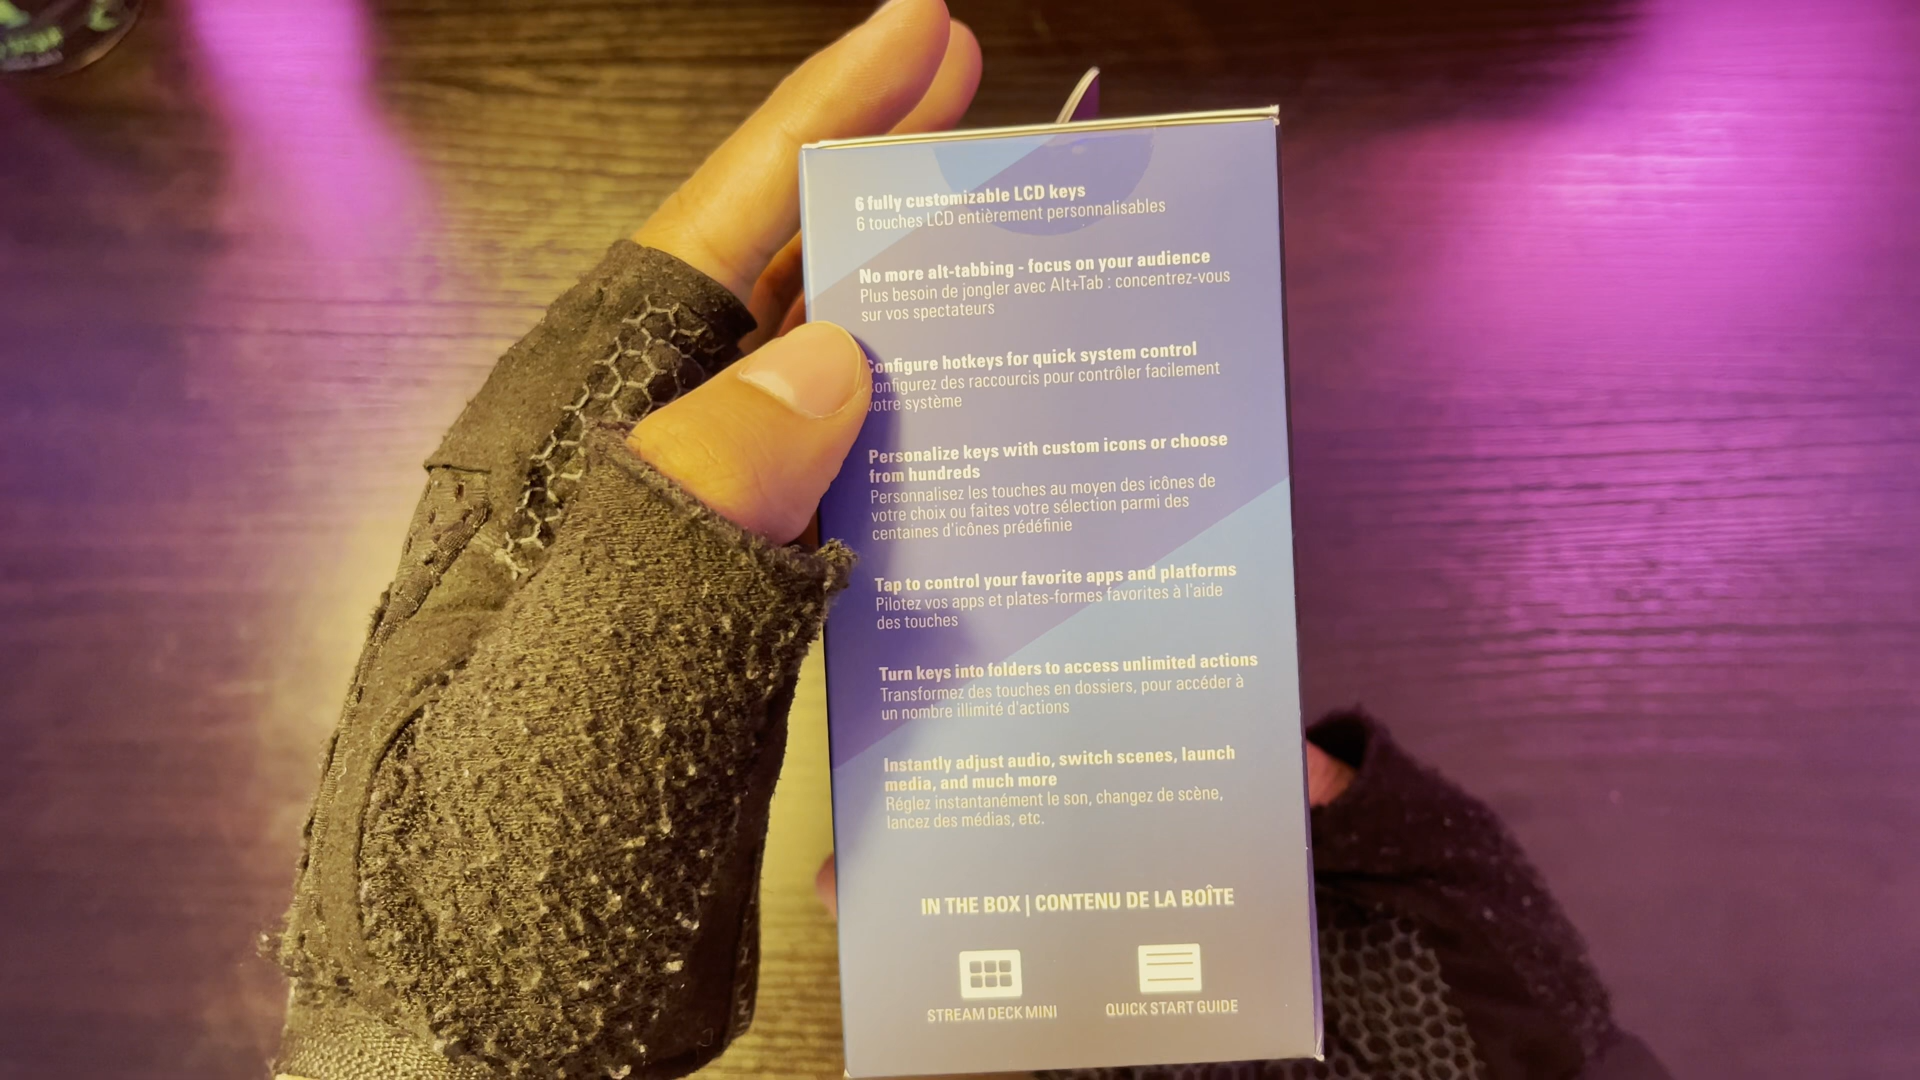 6 fully customizable LCD keys
6 touches LCD entièrement personnalisables
No more alt-tabbing - focus on your audience
Plus besoin de jongler avec Alt+Tab : concentrez-vous
sur vos spectateurs
Configure hotkeys for quick system control
Configurez des raccourcis pour contrôler facilement
votre système
Personalize keys with custom icons or choose
from hundreds
Personnalisez les touches au moyen des icônes de
votre choix ou faites votre sélection parmi des
centaines d'icônes prédéfinie
Tap to control your favorite apps and platforms
Pilotez vos apps et plates-formes favorites à l'aide
des touches
Turn keys into folders to access unlimited actions
Transformez des touches en dossiers, pour accéder à
un nombre illimité d'actions
Instantly adjust audio, switch scenes, launch
media, and much more
Réglez instantanément le son, changez de scène,
lancez des médias, etc.
IN THE BOX | CONTENU DE LA BOÎTE
STREAM DECK MINI
QUICK START GUIDE